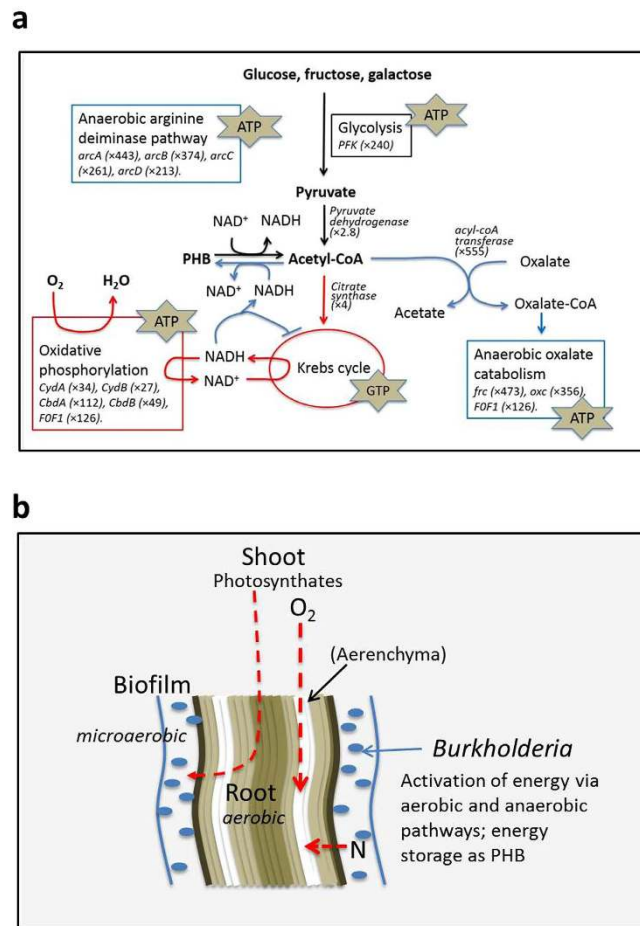 a
Glucose, fructose, galactose
Anaerobic arginine
deiminase pathway
arcA (×443), arcB (×374), arcC
(×261), arcD (×213).
ATP
Glycolysis
PFK (×240)
ATP
Pyruvate
Pyruvate
dehydrogenase
(×2.8)
NAD⁺ NADH
PHB
Acetyl-CoA
NAD⁺ NADH
acyl-coA
transferase
(×555)
Oxalate
Acetate
Oxalate-CoA
Citrate
synthase
(×4)
O₂ H₂O
ATP
Oxidative
phosphorylation
CydA (×34), CydB (×27),
CbdA (×112), CbdB (×49),
F0F1 (×126).
NADH
NAD⁺
Krebs cycle
GTP
Anaerobic oxalate
catabolism
frc (×473), oxc (×356),
F0F1 (×126).
ATP
b
Shoot
Photosynthates
O₂
(Aerenchyma)
Biofilm
microaerobic
Root
aerobic
N
Burkholderia
Activation of energy via
aerobic and anaerobic
pathways; energy
storage as PHB